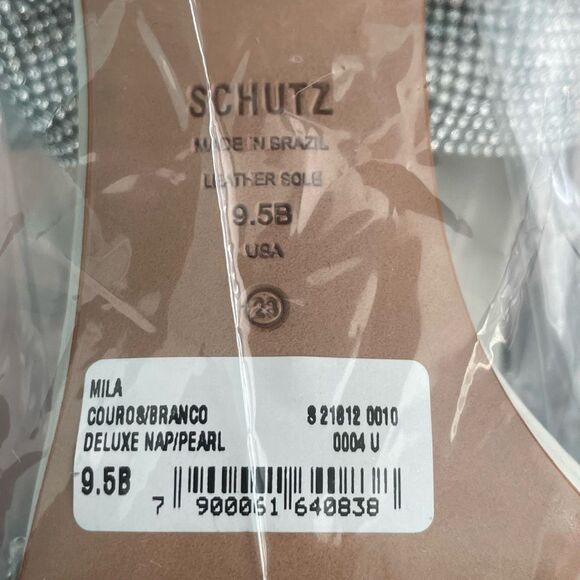 SCHUTZ
MADE IN BRAZIL
LEATHER SOLE
9.5B
USA
23
MILA
COURO&/BRANCO S 21812 0010
DELUXE NAP/PEARL 0004 U
9.5B
7 900061 640838